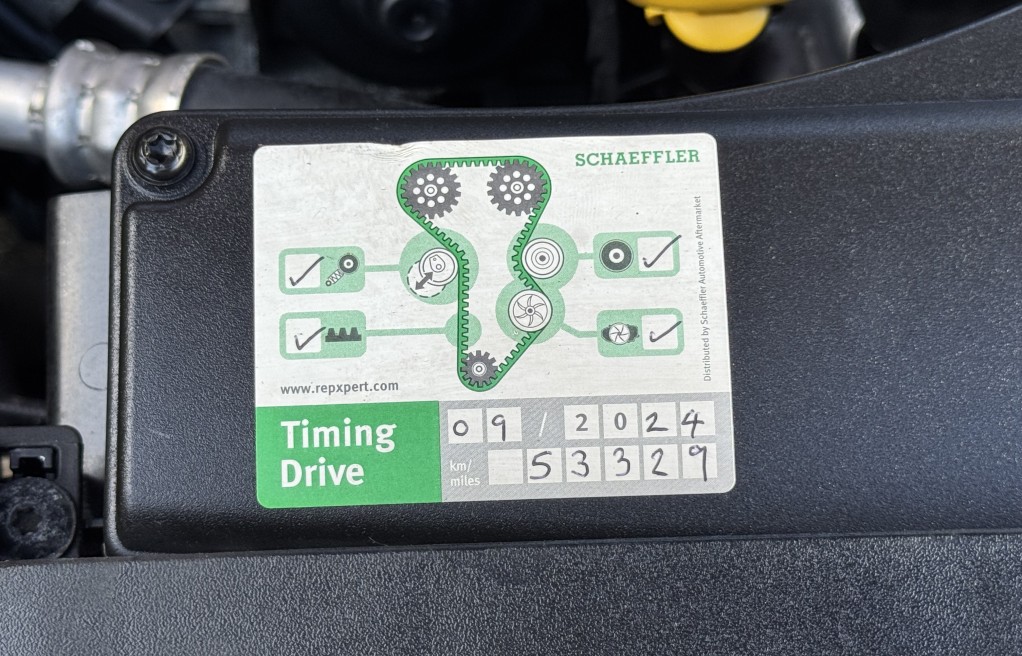 SCHAEFFLER
Distributed by Schaeffler Automotive Aftermarket
www.repxpert.com
Timing
Drive
09 / 2024
km/
miles
53329